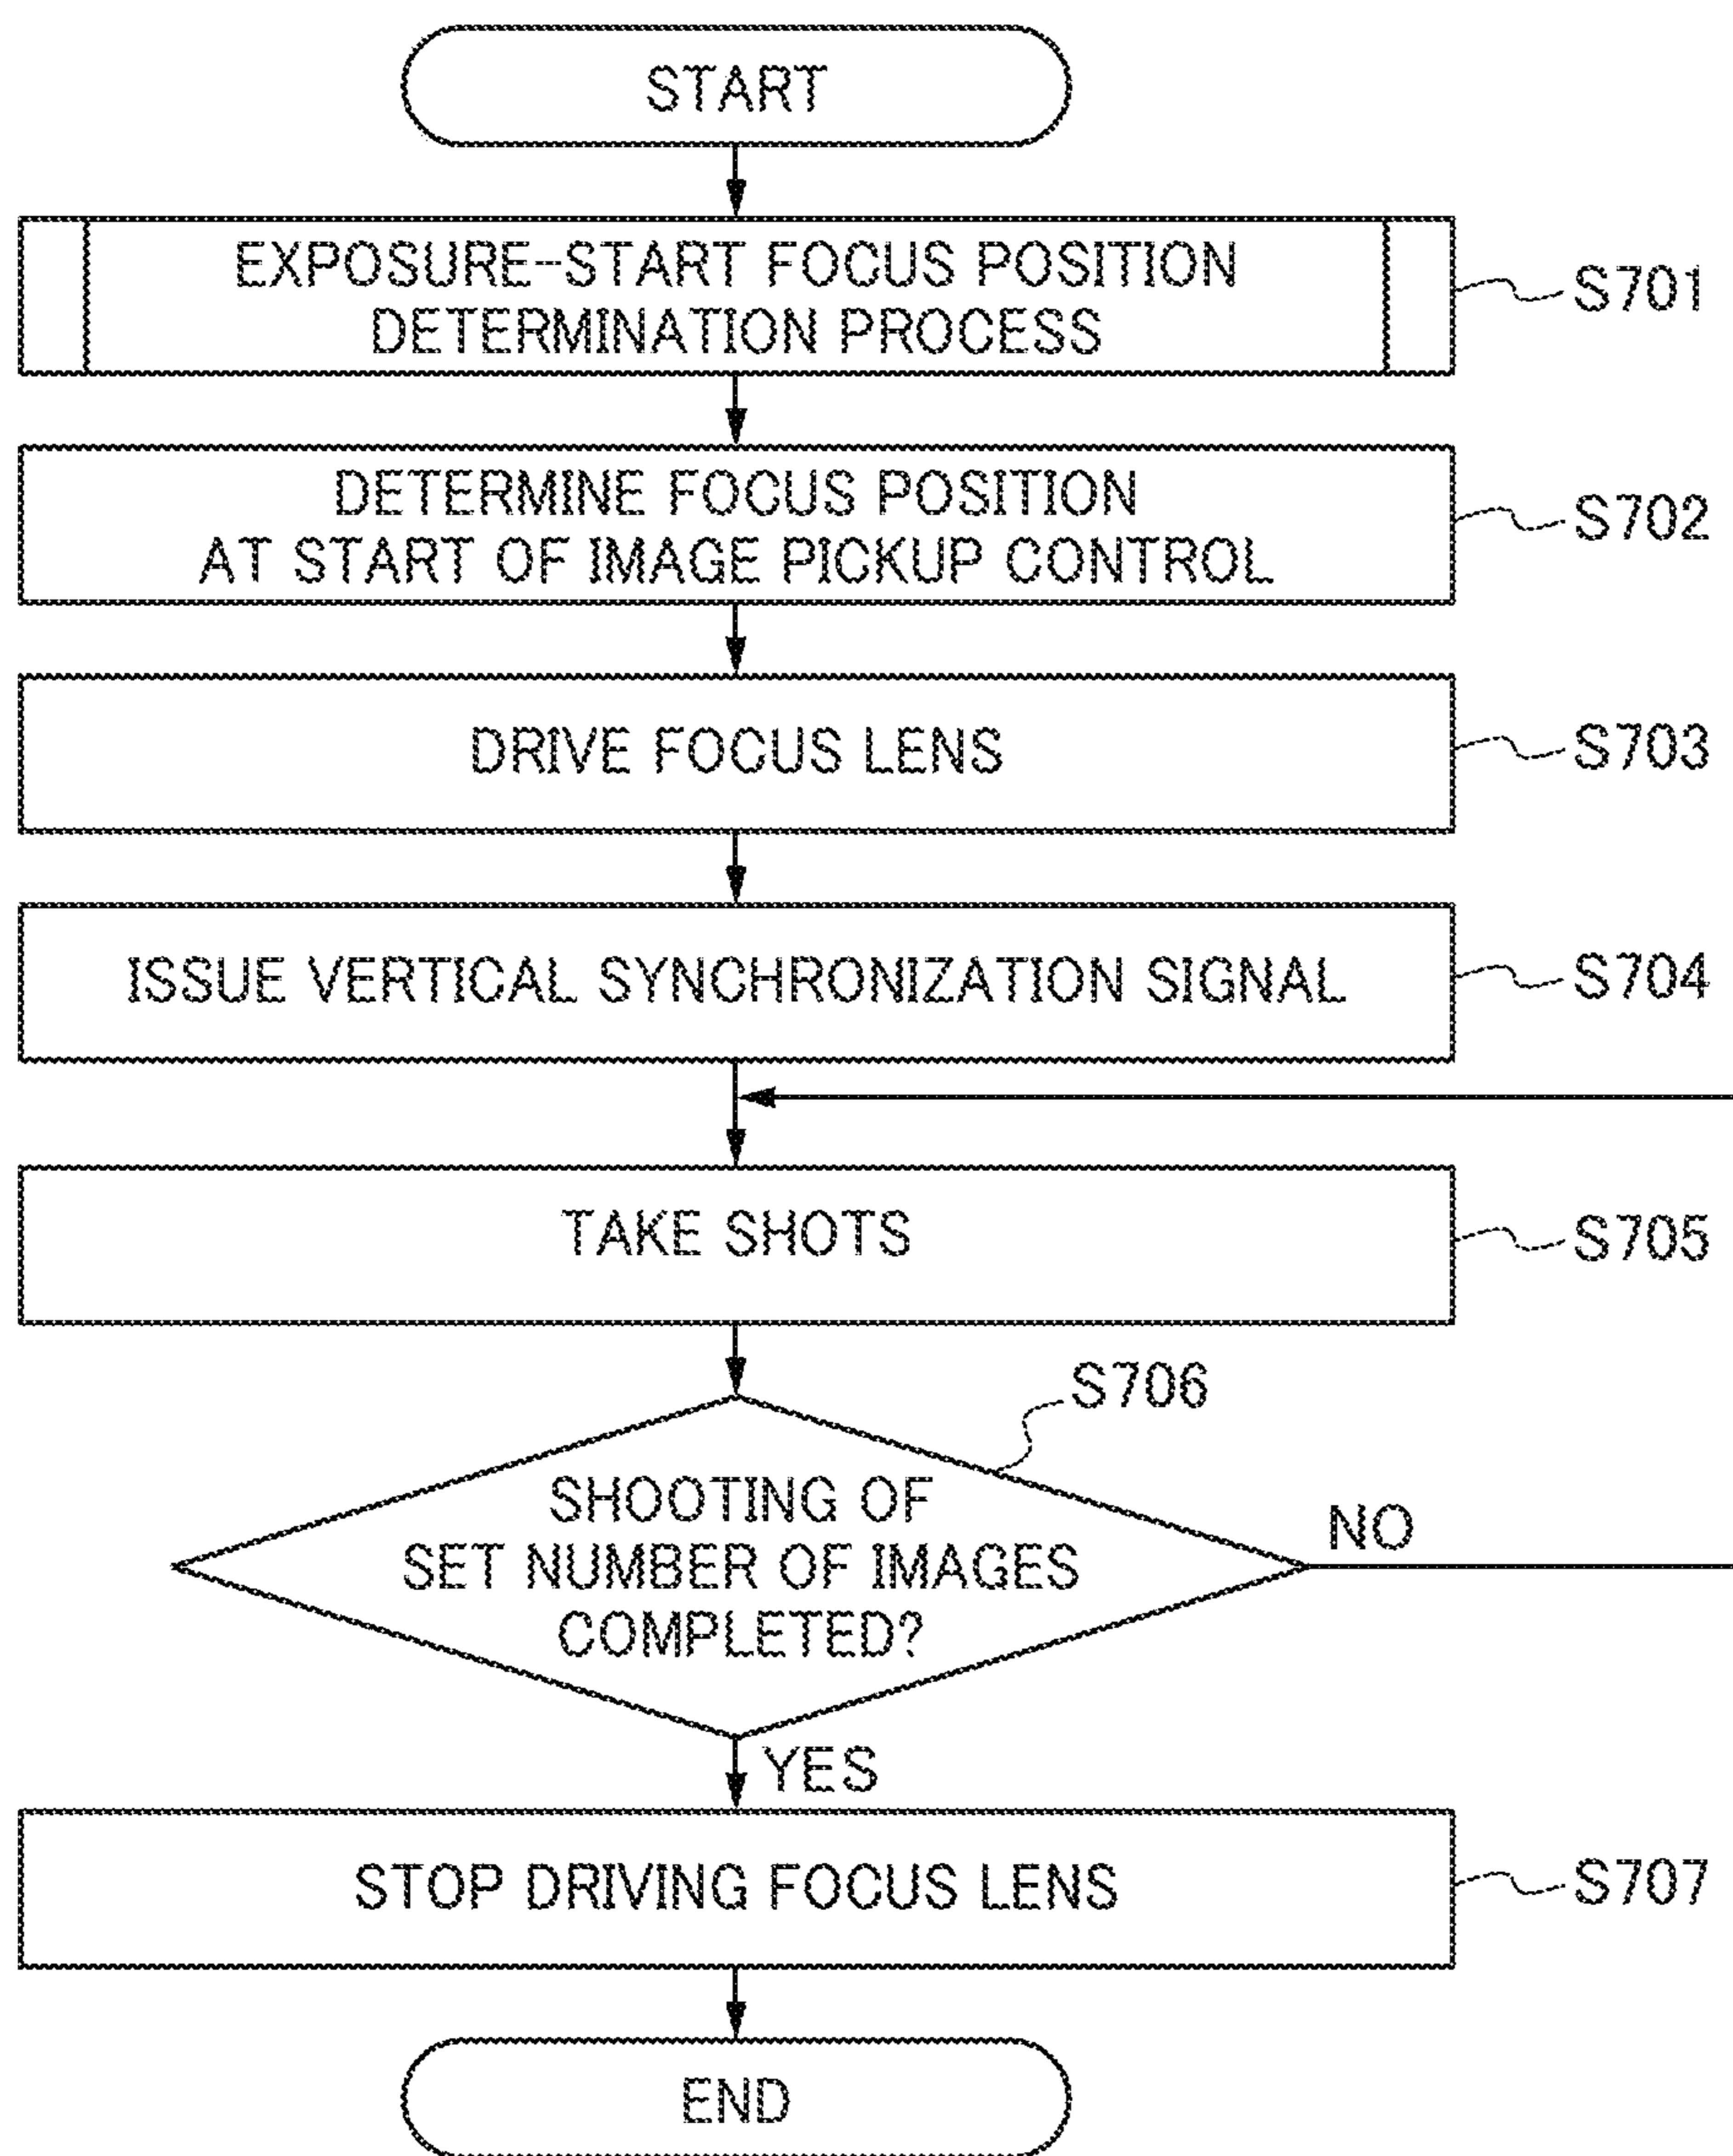 START
EXPOSURE-START FOCUS POSITION
DETERMINATION PROCESS
S701
DETERMINE FOCUS POSITION
AT START OF IMAGE PICKUP CONTROL
S702
DRIVE FOCUS LENS
S703
ISSUE VERTICAL SYNCHRONIZATION SIGNAL
S704
TAKE SHOTS
S705
S706
SHOOTING OF
SET NUMBER OF IMAGES
COMPLETED?
NO
YES
STOP DRIVING FOCUS LENS
S707
END